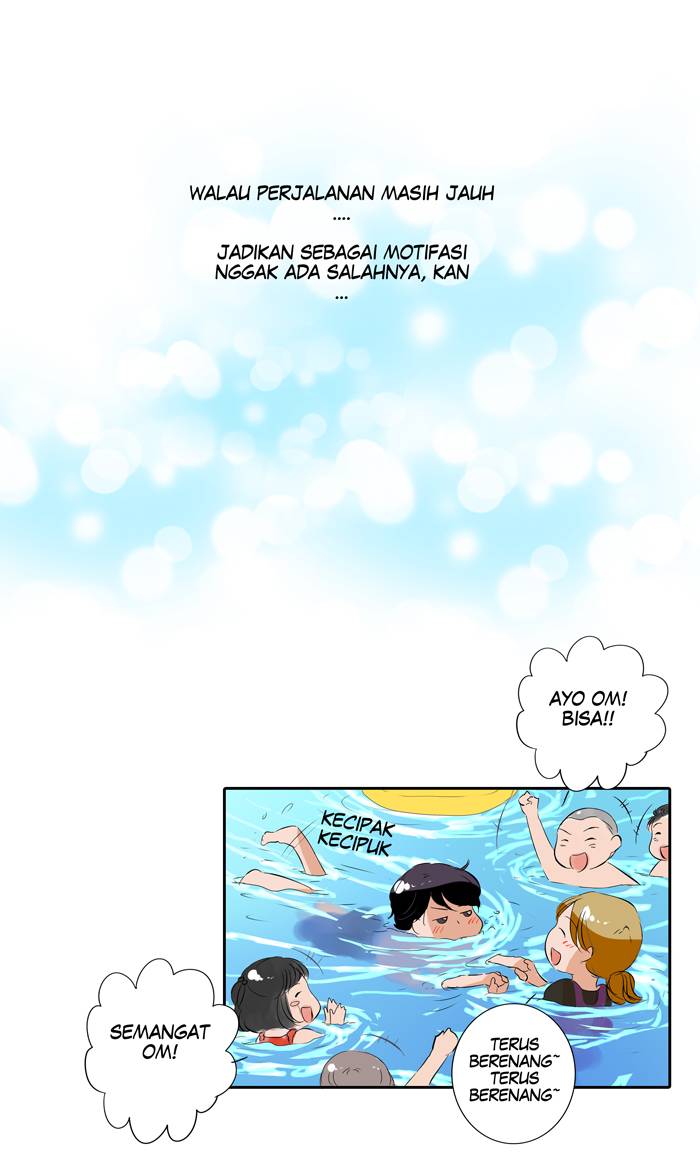 WALAU PERJALANAN MASIH JAUH
....
JADIKAN SEBAGAI MOTIFASI
NGGAK ADA SALAHNYA, KAN
...
AYO OM!
BISA!!
KECIPAK
KECIPUK
SEMANGAT
OM!
TERUS
BERENANG~
TERUS
BERENANG~